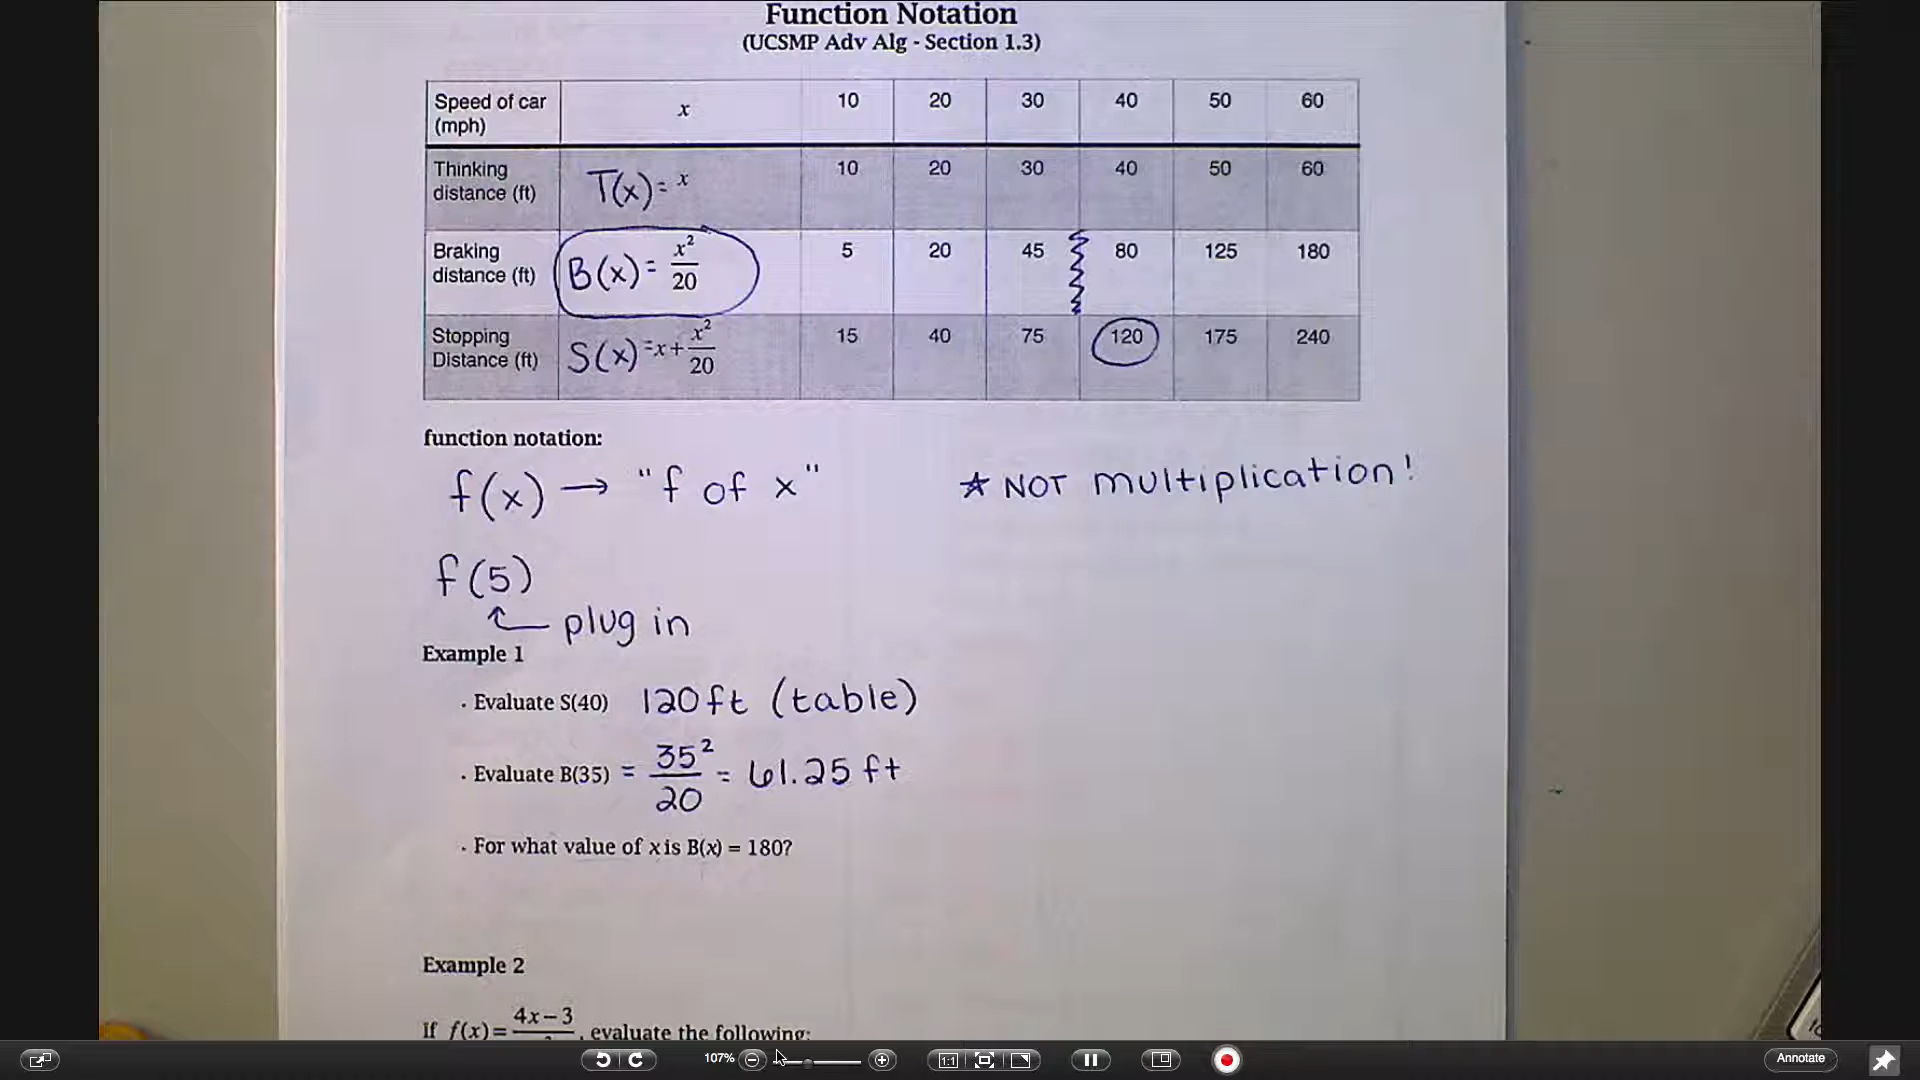 Function Notation
(UCSMP Adv Alg - Section 1.3)
Speed of car (mph) x 10 20 30 40 50 60
Thinking distance (ft) T(x) = x 10 20 30 40 50 60
Braking distance (ft) B(x) = x²/20 5 20 45 80 125 180
Stopping Distance (ft) S(x) = x + x²/20 15 40 75 120 175 240
function notation:
f(x) → "f of x" ★ NOT multiplication!
f(5)
plug in
Example 1
· Evaluate S(40) 120 ft (table)
· Evaluate B(35) = 35²/20 = 61.25 ft
· For what value of x is B(x) = 180?
Example 2
If f(x) = 4x − 3 , evaluate the following:
107% 1:1 Annotate